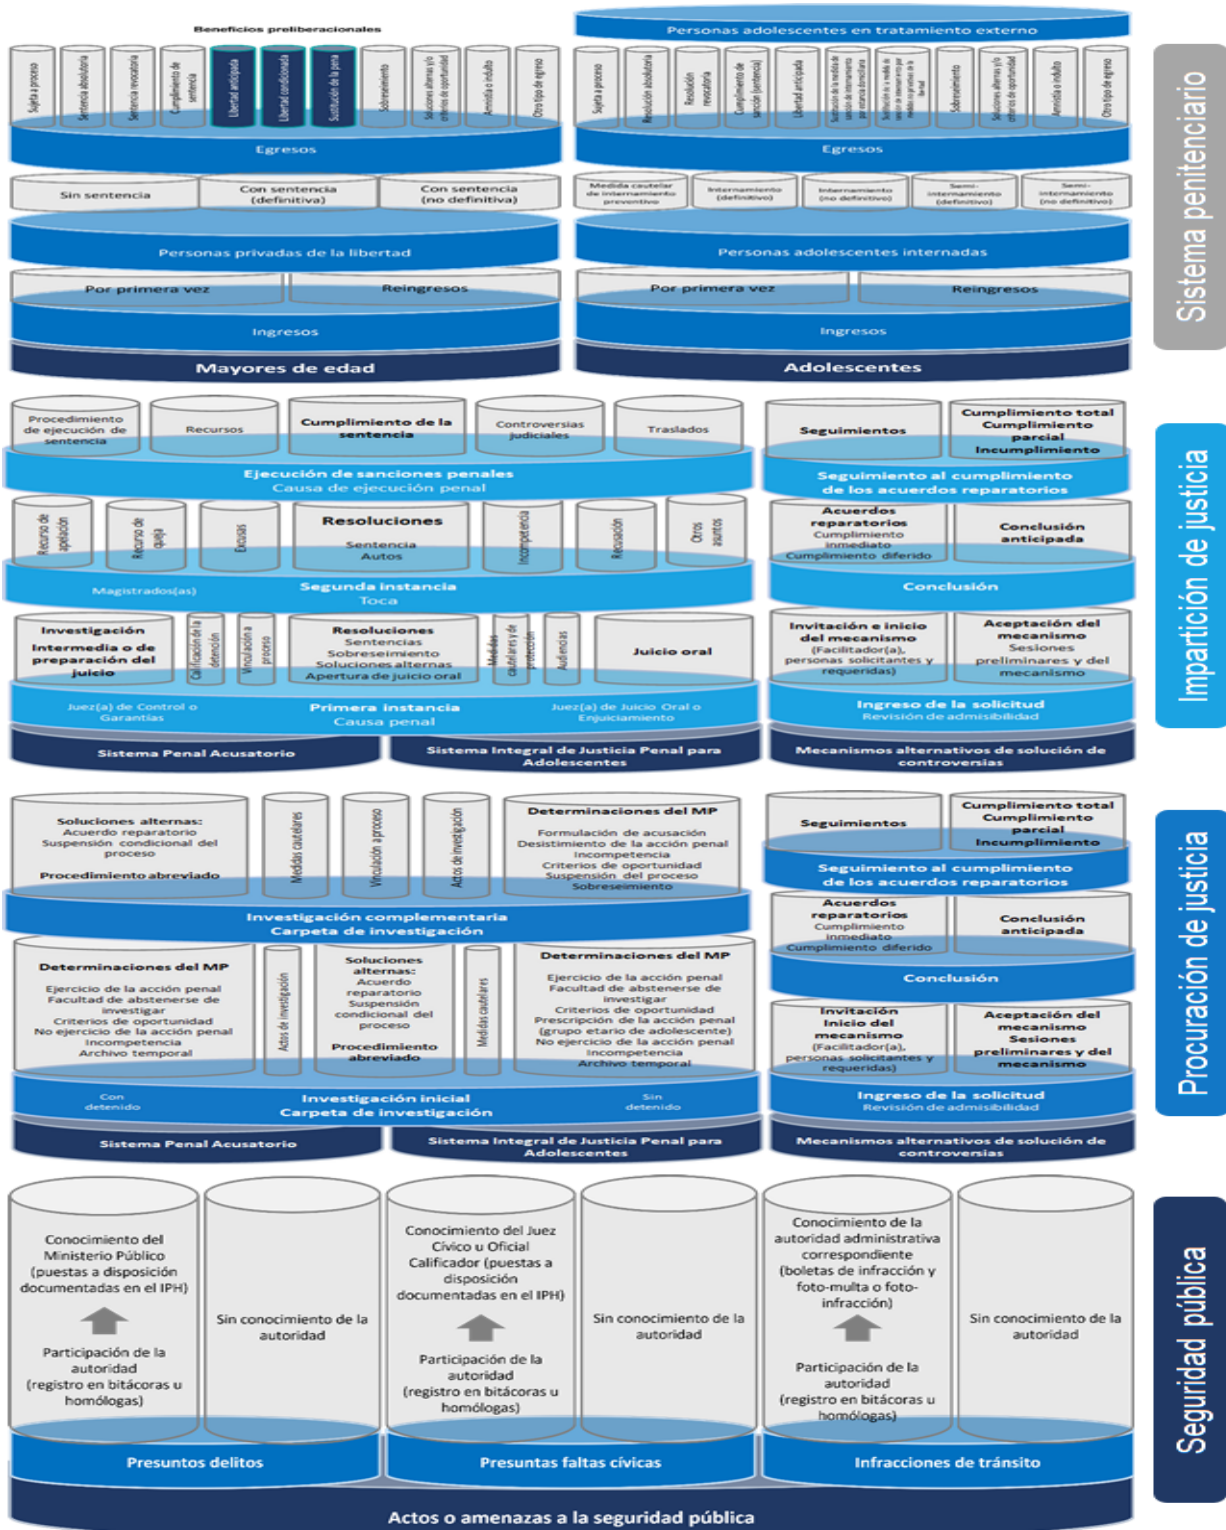 Beneficios preliberacionales
Sujeta a proceso
Sentencia absolutoria
Sentencia revocatoria
Cumplimiento de
sentencia
Libertad anticipada
Libertad condicionada
Sustitución de la pena
Sobreseimiento
Soluciones alternas y/o
criterios de oportunidad
Amnistía o indulto
Otro tipo de egreso
Egresos
Sin sentencia
Con sentencia
(definitiva)
Con sentencia
(no definitiva)
Personas privadas de la libertad
Por primera vez
Reingresos
Ingresos
Mayores de edad
Personas adolescentes en tratamiento externo
Sujeta a proceso
Resolución absolutoria
Resolución
revocatoria
Cumplimiento de
sanción (sentencia)
Libertad anticipada
Sustitución de la medida de
sanción de internamiento
por estancia domiciliaria
Sobreseimiento
Soluciones alternas y/o
criterios de oportunidad
Amnistía o indulto
Otro tipo de egreso
Egresos
Medida cautelar
de internamiento
preventivo
Internamiento
(definitivo)
Internamiento
(no definitivo)
Semi-
internamiento
(definitivo)
Semi-
internamiento
(no definitivo)
Personas adolescentes internadas
Por primera vez
Reingresos
Ingresos
Adolescentes
Sistema penitenciario
Procedimiento
de ejecución de
sentencia
Recursos
Cumplimiento de la
sentencia
Controversias
judiciales
Traslados
Ejecución de sanciones penales
Causa de ejecución penal
Recurso de
apelación
Recurso de
queja
Excusas
Resoluciones
Sentencia
Autos
Incompetencia
Recusación
Otros
asuntos
Magistrados(as)
Segunda instancia
Toca
Investigación
Intermedia o de
preparación del
juicio
Calificación de la
detención
Vinculación a
proceso
Resoluciones
Sentencias
Sobreseimiento
Soluciones alternas
Apertura de juicio oral
Medidas
cautelares y de
protección
Audiencias
Juicio oral
Juez(a) de Control o
Garantías
Primera instancia
Causa penal
Juez(a) de Juicio Oral o
Enjuiciamiento
Sistema Penal Acusatorio
Sistema Integral de Justicia Penal para
Adolescentes
Seguimientos
Cumplimiento total
Cumplimiento
parcial
Incumplimiento
Seguimiento al cumplimiento
de los acuerdos reparatorios
Acuerdos
reparatorios
Cumplimiento
inmediato
Cumplimiento diferido
Conclusión
anticipada
Conclusión
Invitación e inicio
del mecanismo
(Facilitador(a),
personas solicitantes y
requeridas)
Aceptación del
mecanismo
Sesiones
preliminares y del
mecanismo
Ingreso de la solicitud
Revisión de admisibilidad
Mecanismos alternativos de solución de
controversias
Impartición de justicia
Soluciones alternas:
Acuerdo reparatorio
Suspensión condicional del
proceso
Procedimiento abreviado
Medidas cautelares
Vinculación a proceso
Actos de investigación
Determinaciones del MP
Formulación de acusación
Desistimiento de la acción penal
Incompetencia
Criterios de oportunidad
Suspensión del proceso
Sobreseimiento
Investigación complementaria
Carpeta de investigación
Determinaciones del MP
Ejercicio de la acción penal
Facultad de abstenerse de
investigar
Criterios de oportunidad
No ejercicio de la acción penal
Incompetencia
Archivo temporal
Actos de investigación
Soluciones
alternas:
Acuerdo
reparatorio
Suspensión
condicional del
proceso
Procedimiento
abreviado
Medidas cautelares
Determinaciones del MP
Ejercicio de la acción penal
Facultad de abstenerse de
investigar
Criterios de oportunidad
Prescripción de la acción penal
(grupo etario de adolescente)
No ejercicio de la acción penal
Incompetencia
Archivo temporal
Con
detenido
Investigación inicial
Carpeta de investigación
Sin
detenido
Sistema Penal Acusatorio
Sistema Integral de Justicia Penal para
Adolescentes
Seguimientos
Cumplimiento total
Cumplimiento
parcial
Incumplimiento
Seguimiento al cumplimiento
de los acuerdos reparatorios
Acuerdos
reparatorios
Cumplimiento
inmediato
Cumplimiento diferido
Conclusión
anticipada
Conclusión
Invitación
Inicio del
mecanismo
(Facilitador(a),
personas solicitantes y
requeridas)
Aceptación del
mecanismo
Sesiones
preliminares y del
mecanismo
Ingreso de la solicitud
Revisión de admisibilidad
Mecanismos alternativos de solución de
controversias
Procuración de justicia
Conocimiento del
Ministerio Público
(puestas a disposición
documentadas en el IPH)
Participación de la
autoridad
(registro en bitácoras u
homólogas)
Sin conocimiento de la
autoridad
Conocimiento del Juez
Cívico u Oficial
Calificador (puestas a
disposición
documentadas en el IPH)
Participación de la
autoridad
(registro en bitácoras u
homólogas)
Sin conocimiento de la
autoridad
Conocimiento de la
autoridad administrativa
correspondiente
(boletas de infracción y
foto-multa o foto-
infracción)
Participación de la
autoridad
(registro en bitácoras u
homólogas)
Sin conocimiento de la
autoridad
Presuntos delitos
Presuntas faltas cívicas
Infracciones de tránsito
Actos o amenazas a la seguridad pública
Seguridad pública